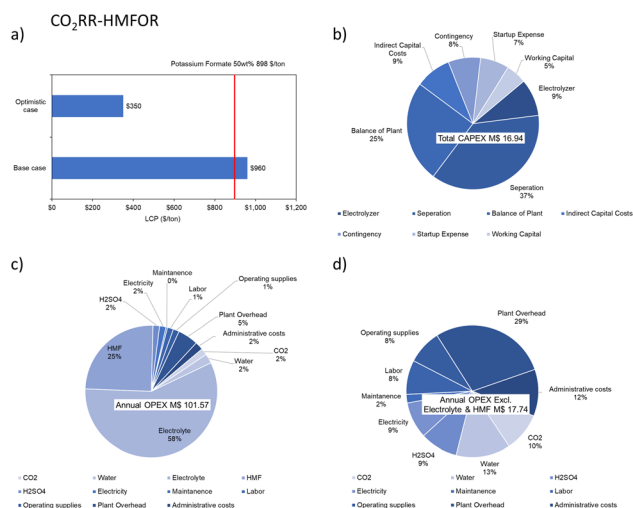 CO2RR-HMFOR
a)
Potassium Formate 50wt% 898 $/ton
Optimistic
case
$350
Base case
$960
$0
$200
$400
$600
$800
$1,000
$1,200
LCP ($/ton)
b)
Contingency
8%
Startup Expense
7%
Indirect Capital
Costs
9%
Working Capital
5%
Electrolyzer
9%
Balance of Plant
25%
Total CAPEX M$ 16.94
Seperation
37%
Electrolyzer
Seperation
Balance of Plant
Indirect Capital Costs
Contingency
Startup Expense
Working Capital
c)
Maintanence
0%
Electricity
2%
Labor
1%
Operating supplies
1%
H2SO4
2%
Plant Overhead
5%
Administrative costs
2%
HMF
25%
CO2
2%
Water
2%
Annual OPEX M$ 101.57
Electrolyte
58%
CO2
Water
Electrolyte
HMF
H2SO4
Electricity
Maintanence
Labor
Operating supplies
Plant Overhead
Administrative costs
d)
Plant Overhead
29%
Operating supplies
8%
Labor
8%
Administrative costs
12%
Maintanence
2%
Annual OPEX Excl.
Electrolyte & HMF M$ 17.74
Electricity
9%
CO2
10%
H2SO4
9%
Water
13%
CO2
Water
H2SO4
Electricity
Maintanence
Labor
Operating supplies
Plant Overhead
Administrative costs